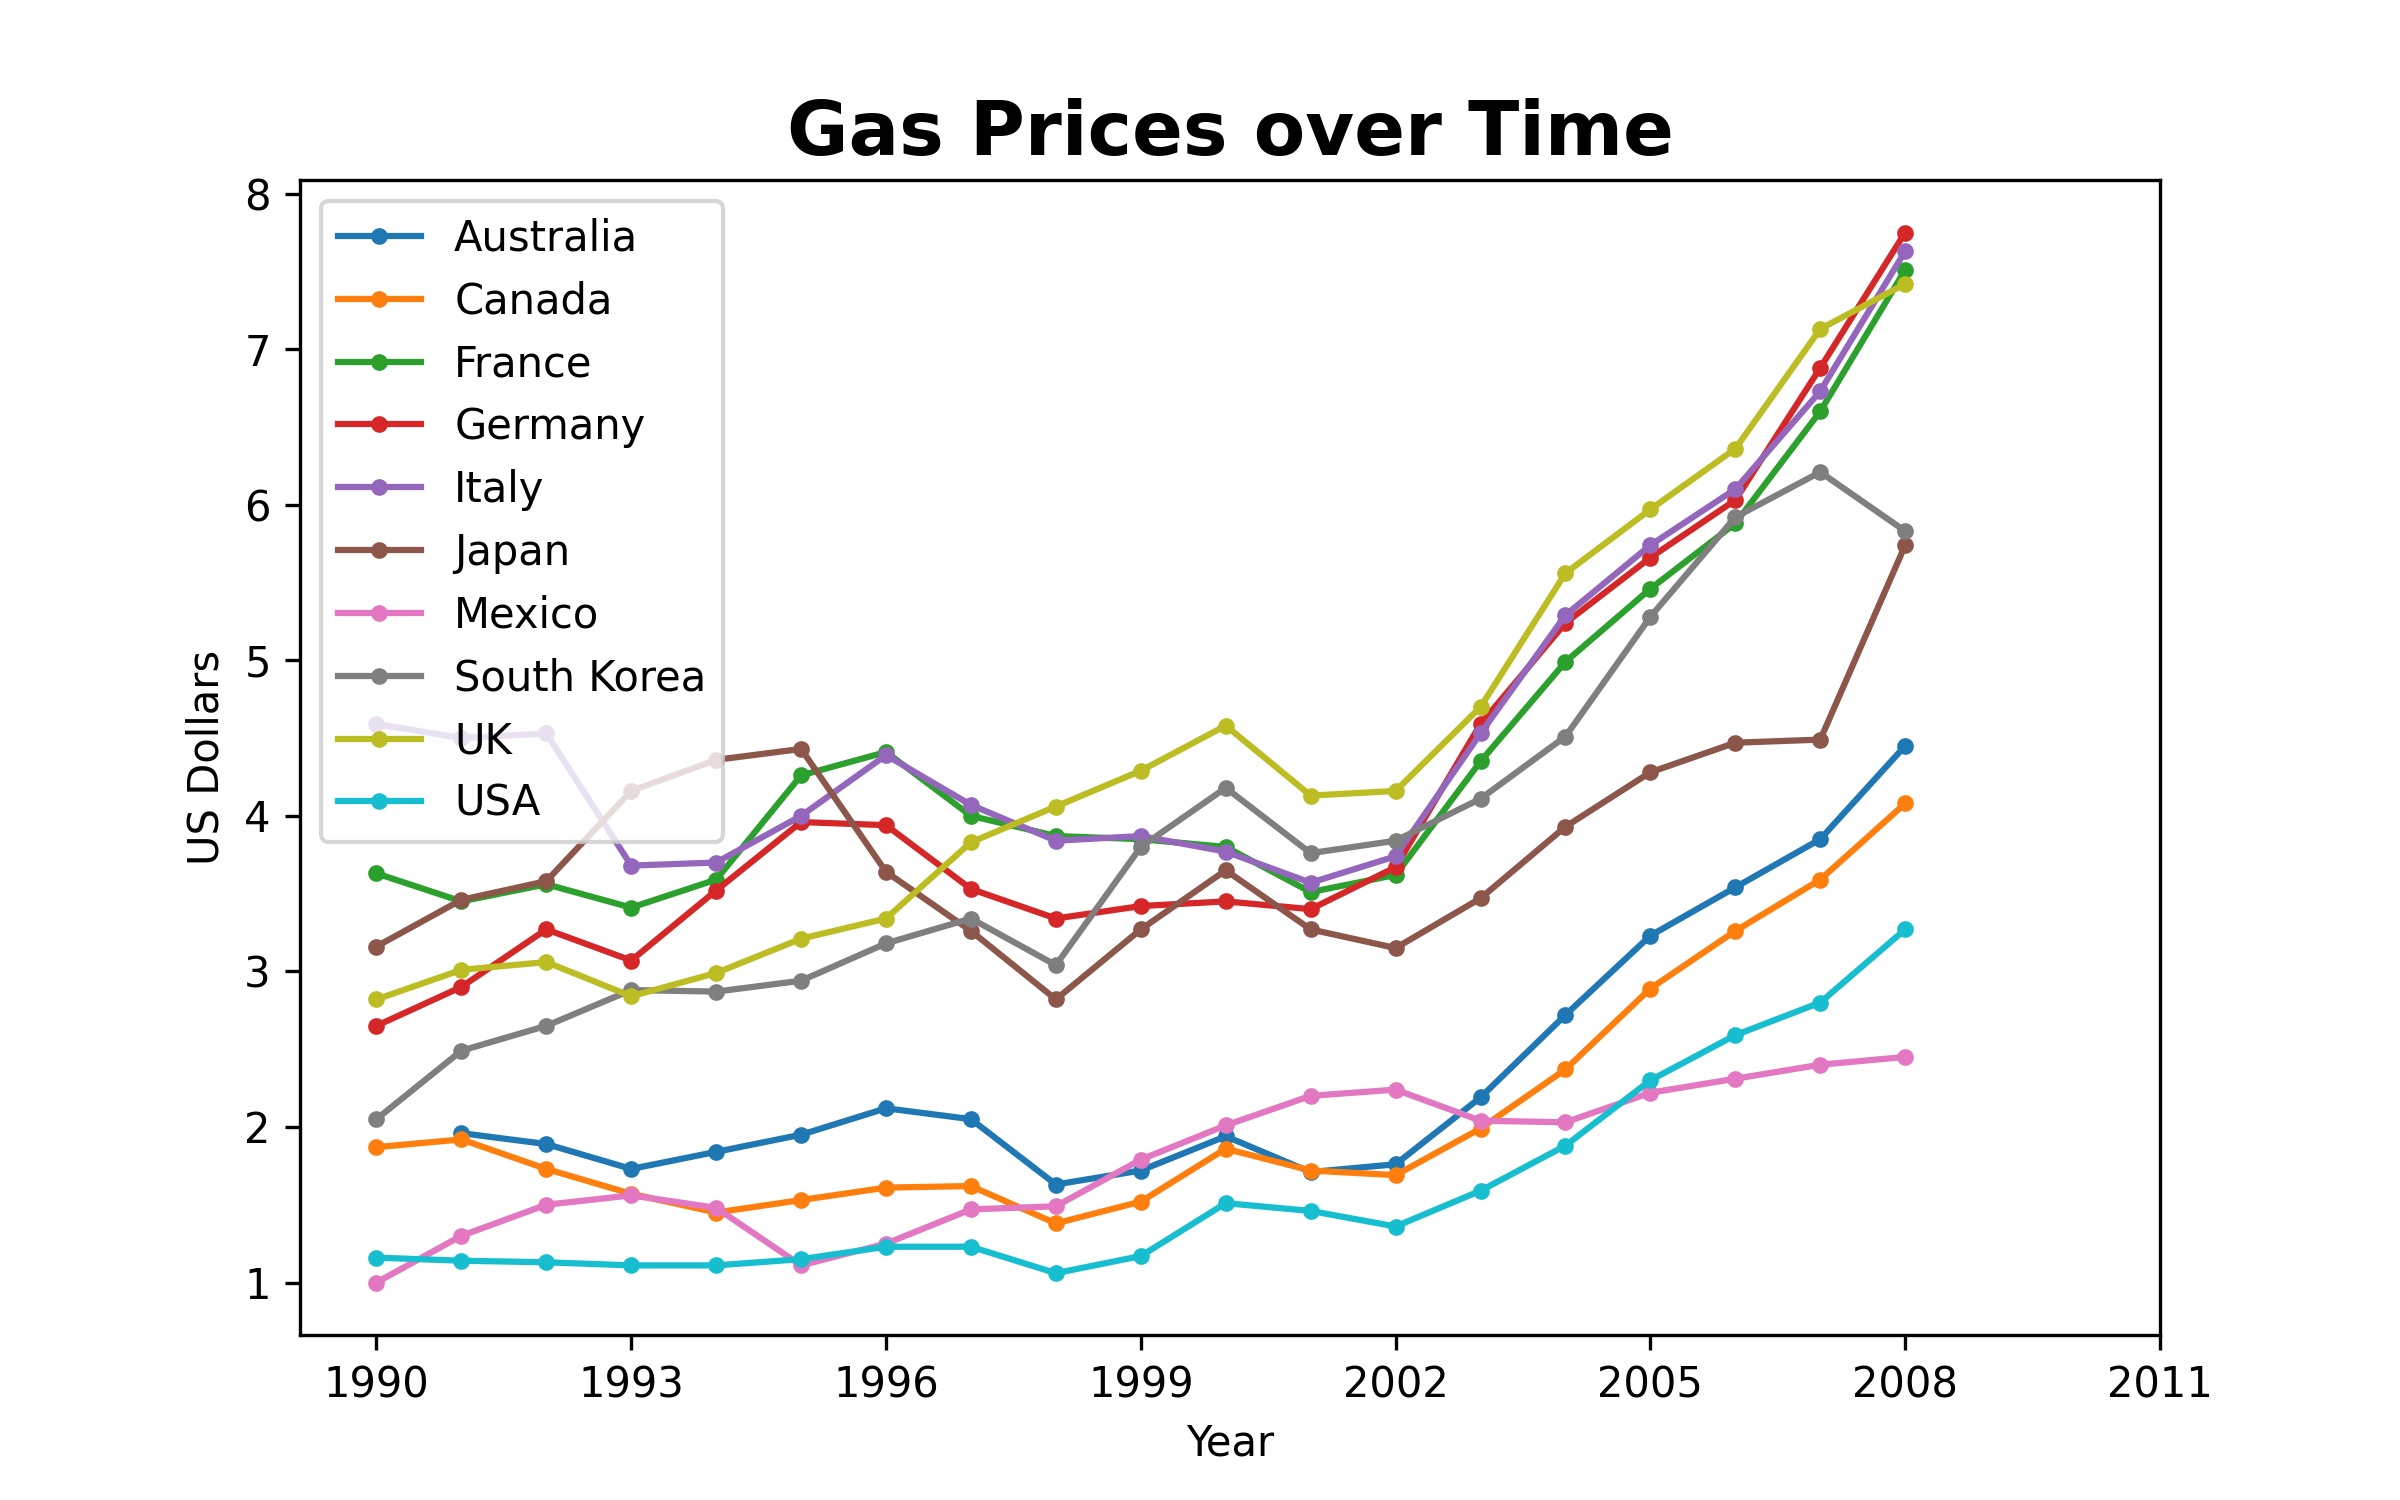 Gas Prices over Time
8
7
6
5
4
3
2
1
US Dollars
Australia
Canada
France
Germany
Italy
Japan
Mexico
South Korea
UK
USA
1990 1993 1996 1999 2002 2005 2008 2011
Year